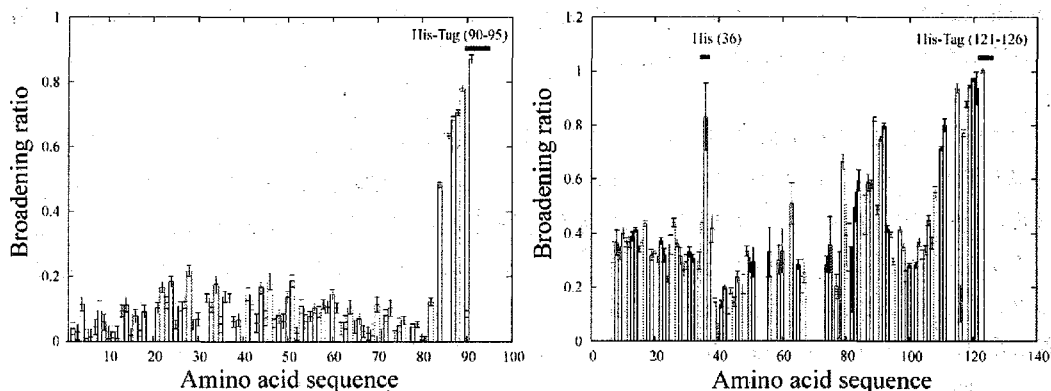 His-Tag (90-95)
Broadening ratio
1
0.8
0.6
0.4
0.2
0
10 20 30 40 50 60 70 80 90 100
Amino acid sequence
His (36)
His-Tag (121-126)
Broadening ratio
1.2
1
0.8
0.6
0.4
0.2
0
0 20 40 60 80 100 120 140
Amino acid sequence